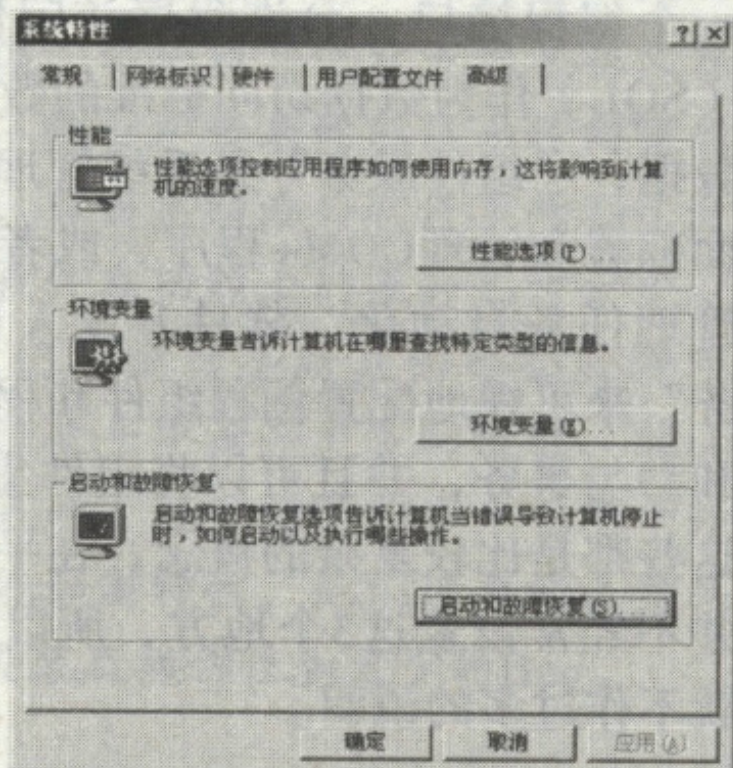 系统特性
? ×
常规 网络标识 硬件 用户配置文件 高级
性能
性能选项控制应用程序如何使用内存，这将影响到计算
机的速度。
性能选项(P)...
环境变量
环境变量告诉计算机在哪里查找特定类型的信息。
环境变量(E)...
启动和故障恢复
启动和故障恢复选项告诉计算机当错误导致计算机停止
时，如何启动以及执行哪些操作。
启动和故障恢复(S)...
确定 取消 应用(A)